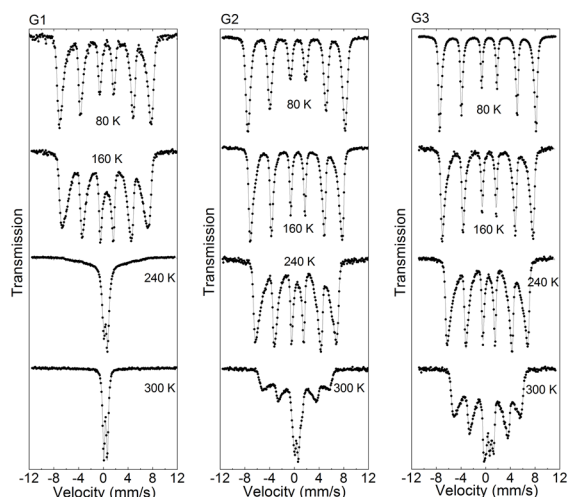 G1
G2
G3
80 K
80 K
80 K
160 K
160 K
160 K
240 K
240 K
240 K
300 K
300 K
300 K
Transmission
Transmission
Transmission
-12 -8 -4 0 4 8 12
-12 -8 -4 0 4 8 12
-12 -8 -4 0 4 8 12
Velocity (mm/s)
Velocity (mm/s)
Velocity (mm/s)